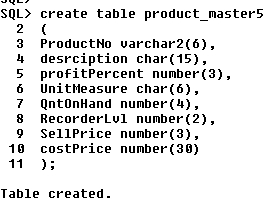 SQL>
SQL> create table product_master5
2 (
3 ProductNo varchar2(6),
4 desrciption char(15),
5 profitPercent number(3),
6 UnitMeasure char(6),
7 QntOnHand number(4),
8 RecorderLvl number(2),
9 SellPrice number(3),
10 costPrice number(30)
11 );
Table created.